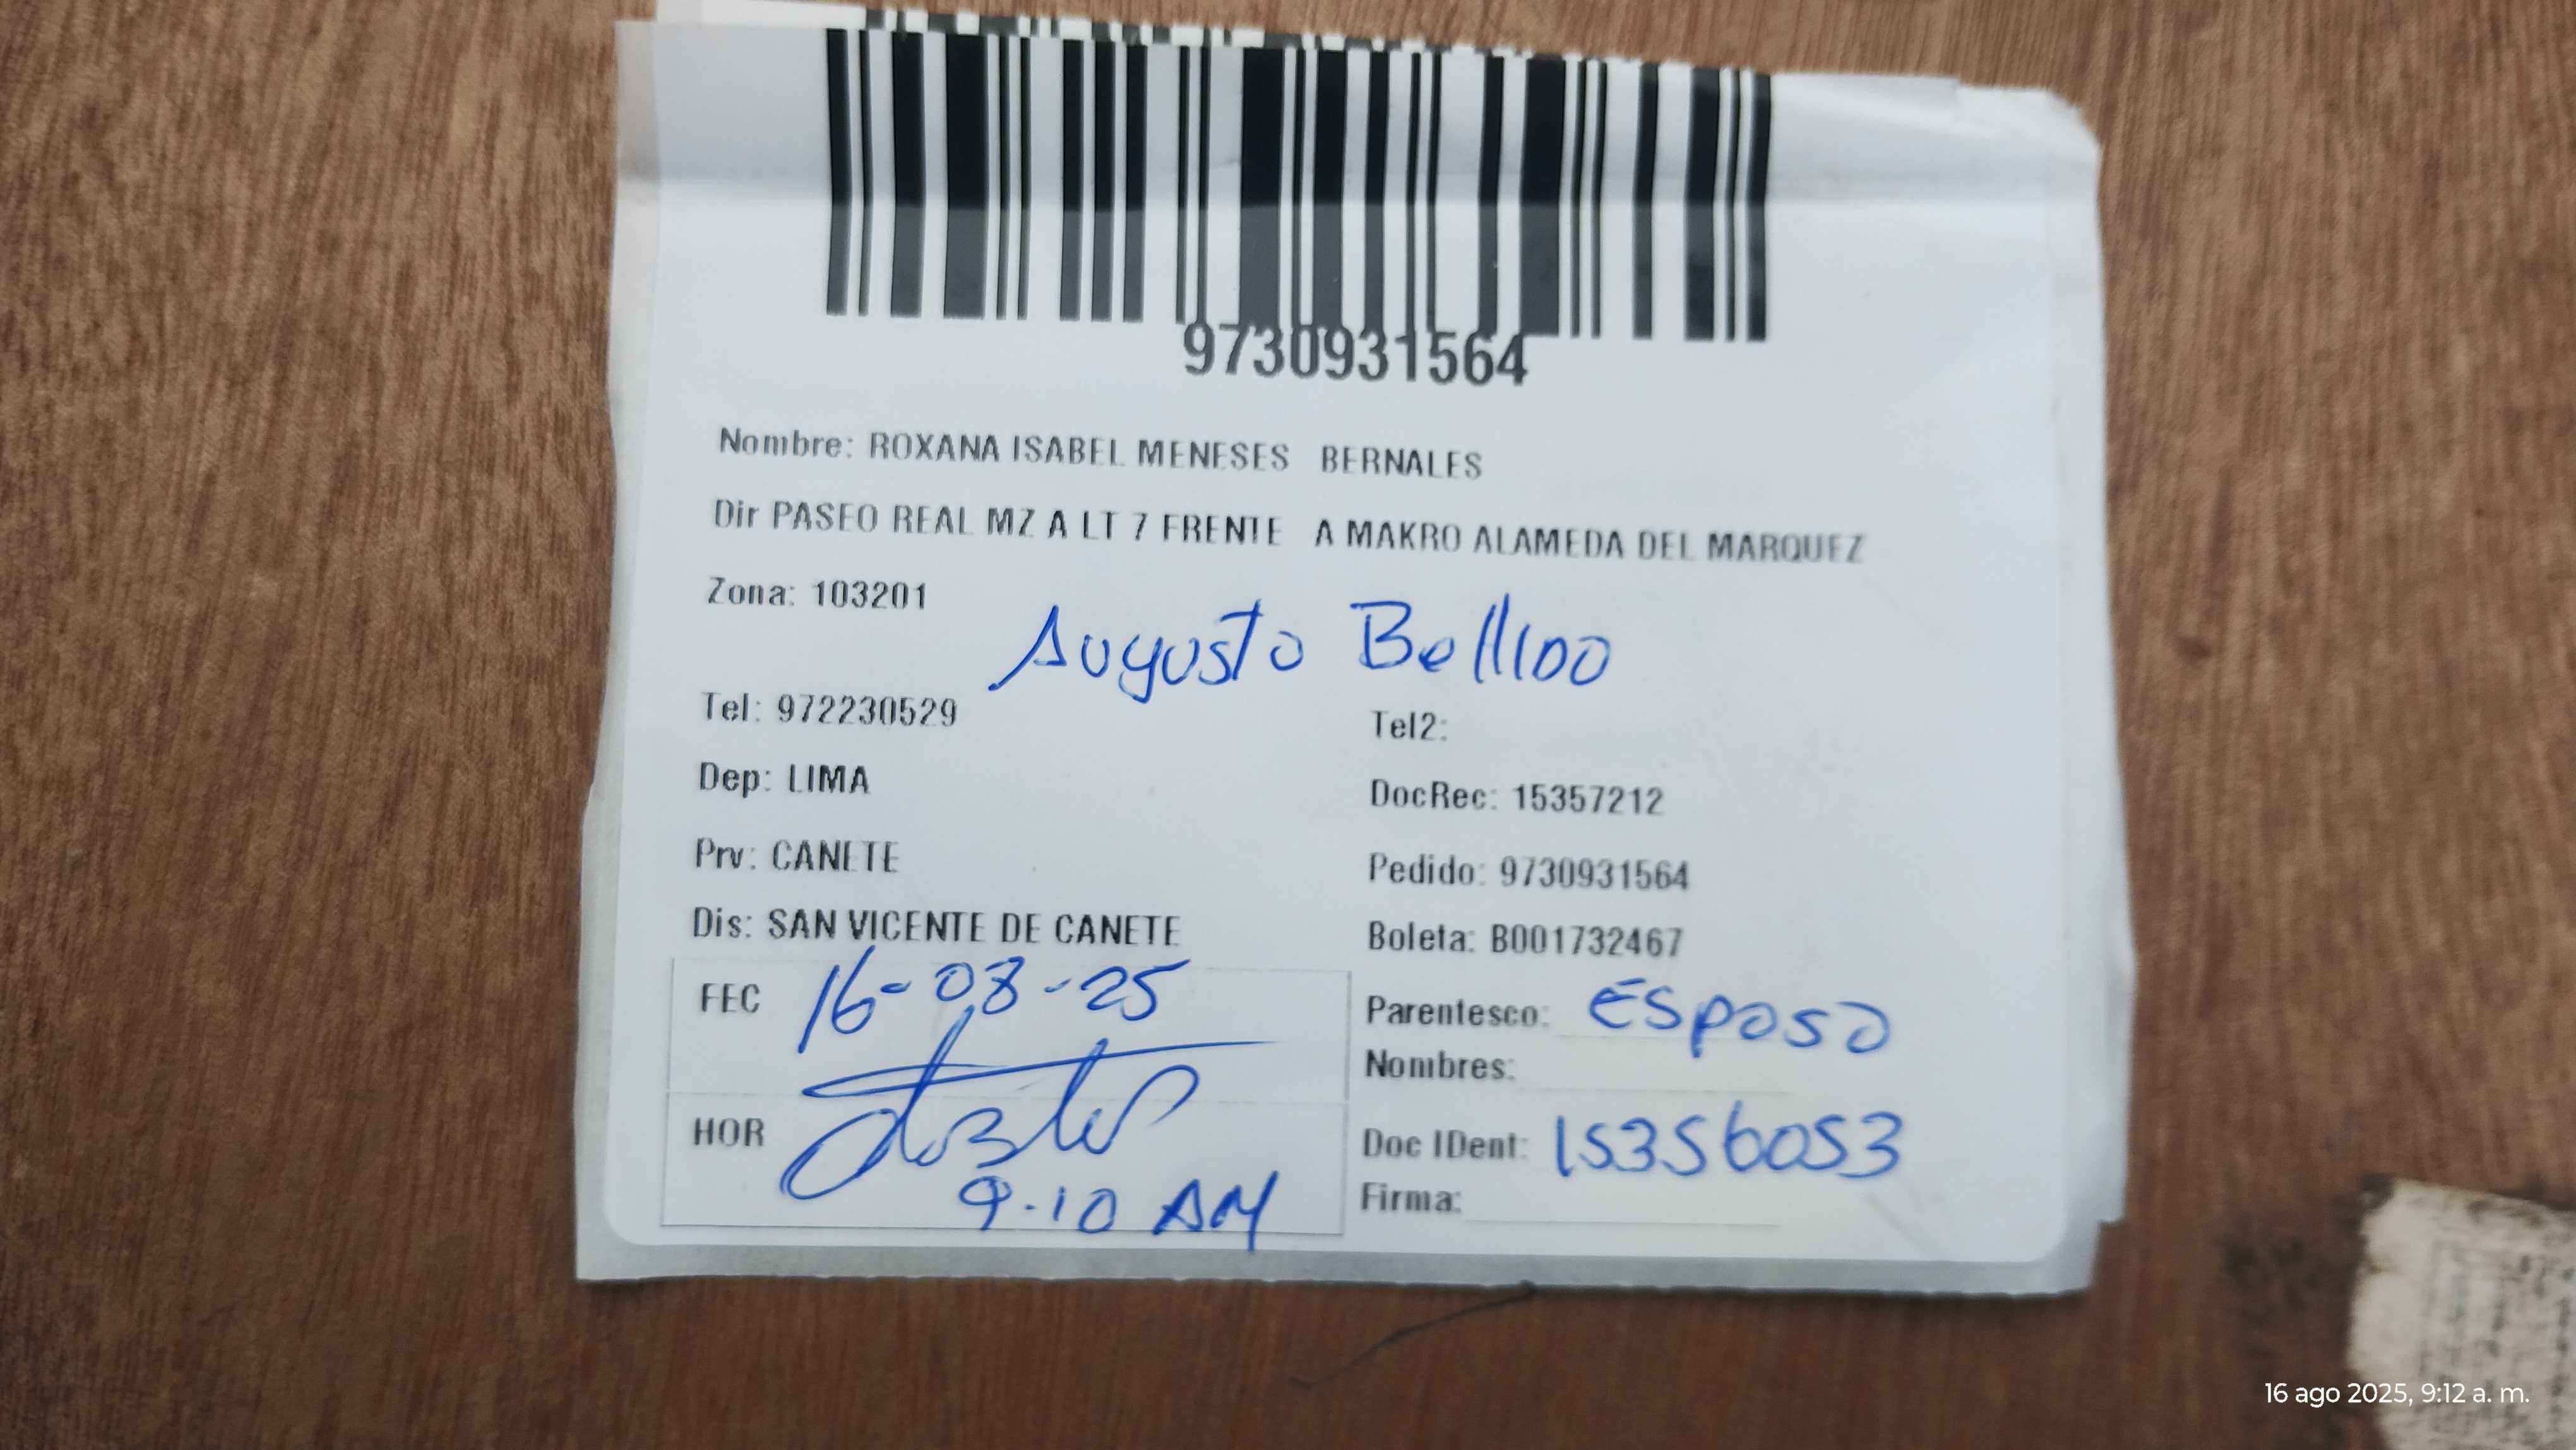 9730931564
Nombre: ROXANA ISABEL MENESES BERNALES
Dir PASEO REAL MZ A LT 7 FRENTE A MAKRO ALAMEDA DEL MARQUEZ
Zona: 103201
Augusto Bellido
Tel: 972230529
Tel2:
Dep: LIMA
DocRec: 15357212
Prv: CANETE
Pedido: 9730931564
Dis: SAN VICENTE DE CANETE
Boleta: B001732467
FEC 16-08-25
Parentesco: ESPOSO
Nombres:
HOR 9.10 AM
Doc IDent: 15356053
Firma:
16 ago 2025, 9:12 a. m.